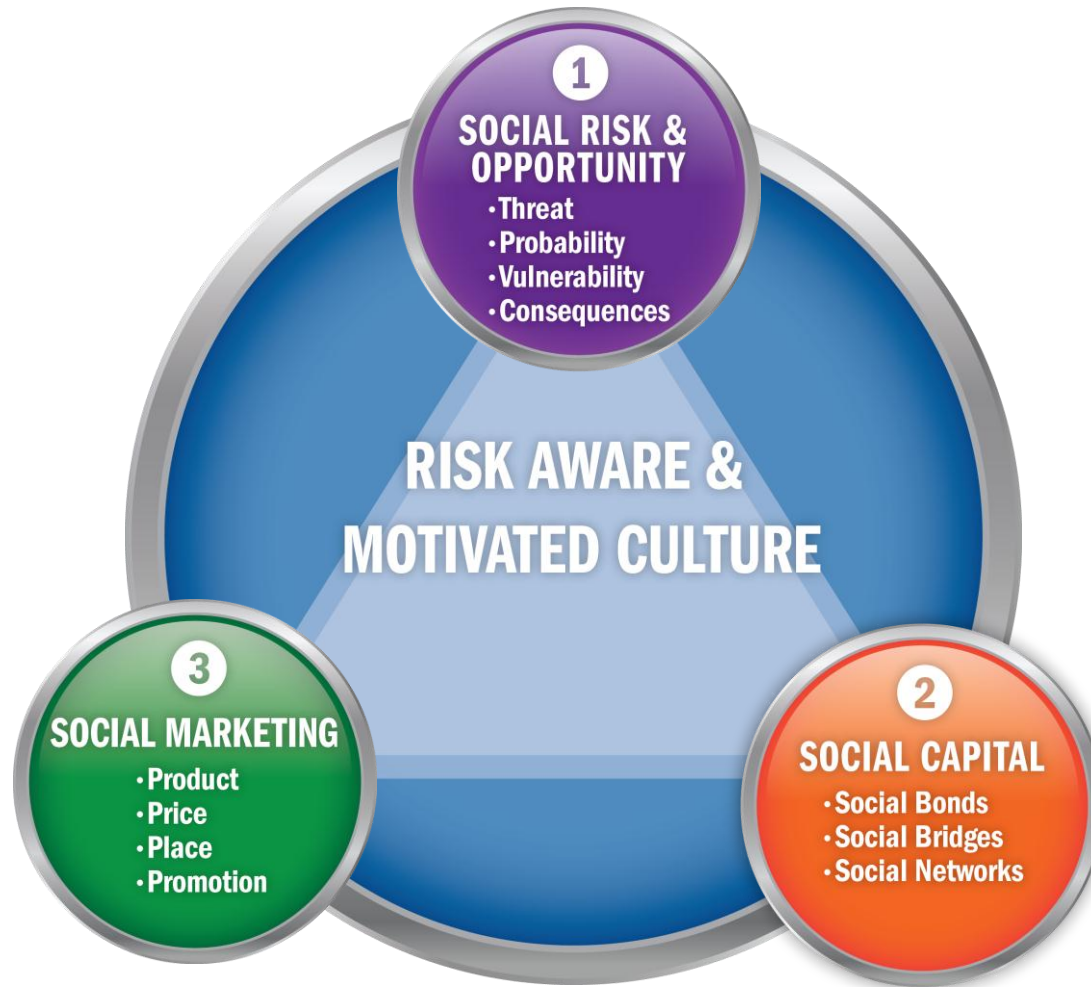 1
SOCIAL RISK &
OPPORTUNITY
• Threat
• Probability
• Vulnerability
• Consequences
RISK AWARE &
MOTIVATED CULTURE
2
SOCIAL CAPITAL
• Social Bonds
• Social Bridges
• Social Networks
3
SOCIAL MARKETING
• Product
• Price
• Place
• Promotion